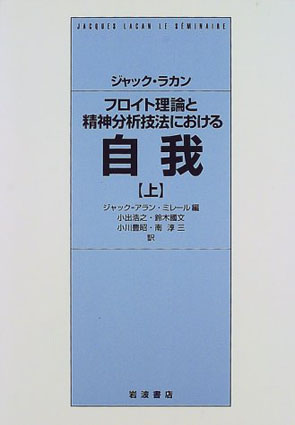 JACQUES LACAN LE SÉMINAIRE
ジャック・ラカン
フロイト理論と
精神分析技法における
自我
【上】
ジャック-アラン・ミレール 編
小出浩之・鈴木國文
小川豊昭・南 淳三
訳
岩波書店